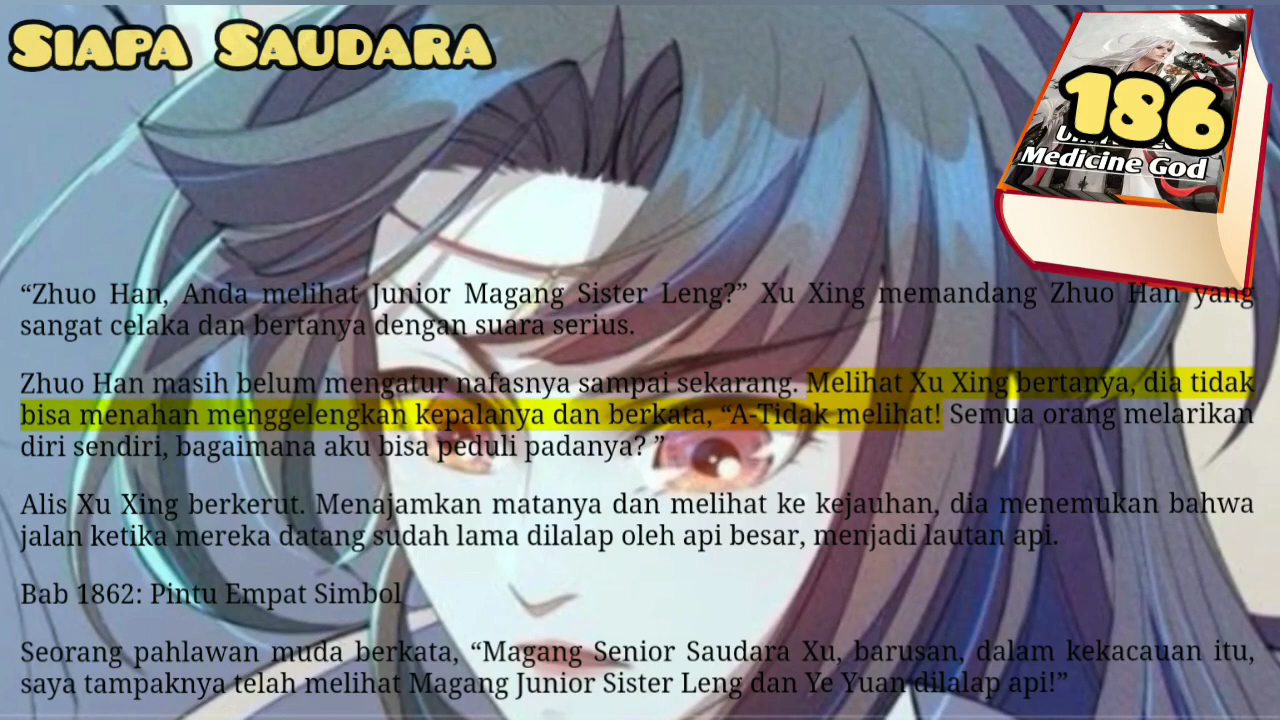 Siapa Saudara
186
Medicine God
“Zhuo Han, Anda melihat Junior Magang Sister Leng?” Xu Xing memandang Zhuo Han yang
sangat celaka dan bertanya dengan suara serius.
Zhuo Han masih belum mengatur nafasnya sampai sekarang. Melihat Xu Xing bertanya, dia tidak
bisa menahan menggelengkan kepalanya dan berkata, “A-Tidak melihat! Semua orang melarikan
diri sendiri, bagaimana aku bisa peduli padanya? ”
Alis Xu Xing berkerut. Menajamkan matanya dan melihat ke kejauhan, dia menemukan bahwa
jalan ketika mereka datang sudah lama dilalap oleh api besar, menjadi lautan api.
Bab 1862: Pintu Empat Simbol
Seorang pahlawan muda berkata, “Magang Senior Saudara Xu, barusan, dalam kekacauan itu,
saya tampaknya telah melihat Magang Junior Sister Leng dan Ye Yuan dilalap api!”